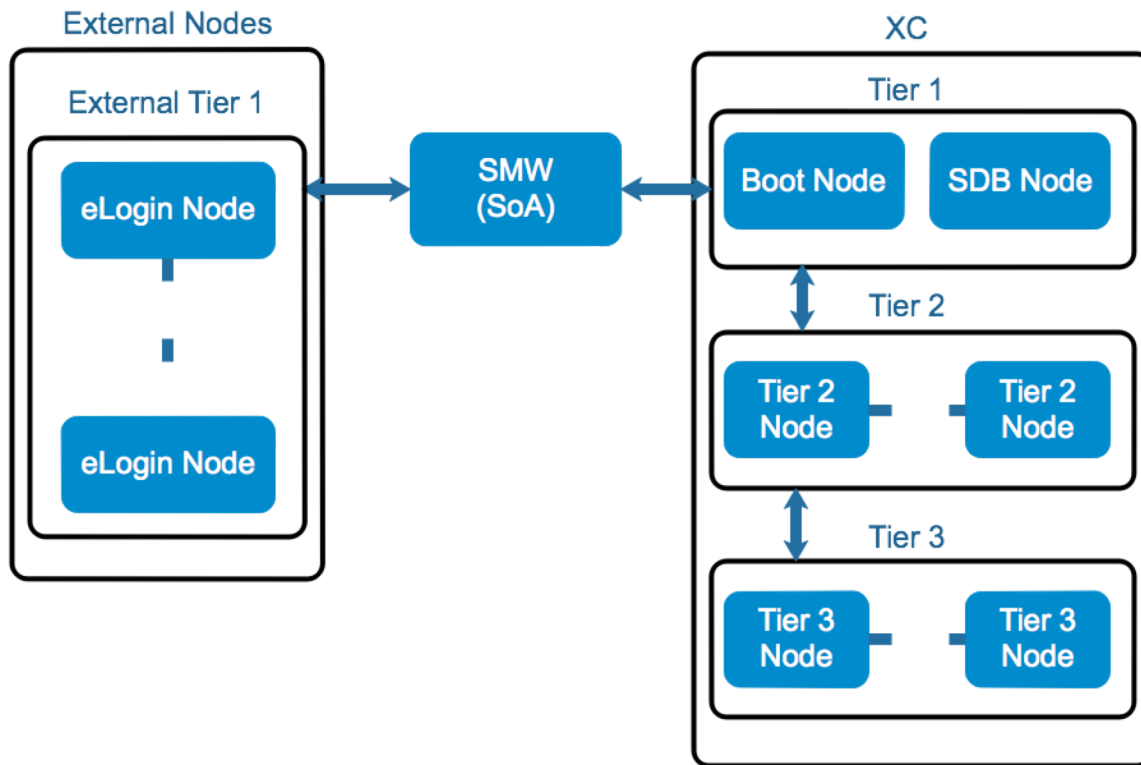 External Nodes
External Tier 1
eLogin Node
eLogin Node
SMW
(SoA)
XC
Tier 1
Boot Node
SDB Node
Tier 2
Tier 2
Node
Tier 2
Node
Tier 3
Tier 3
Node
Tier 3
Node